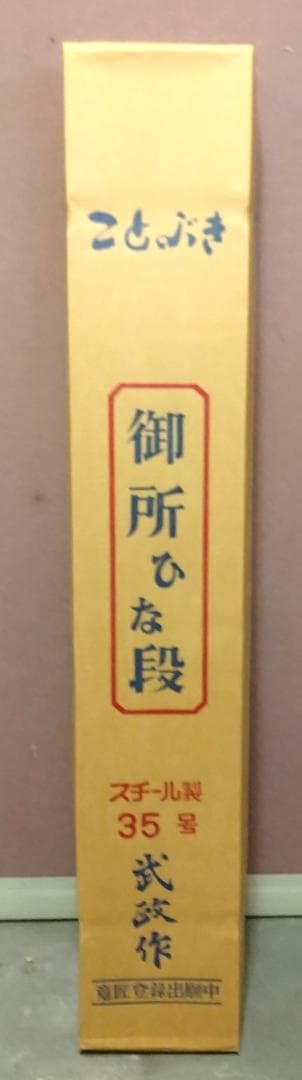 ことぶき
御所ひな段
スチール製
35号
武政作
意匠登録出願中